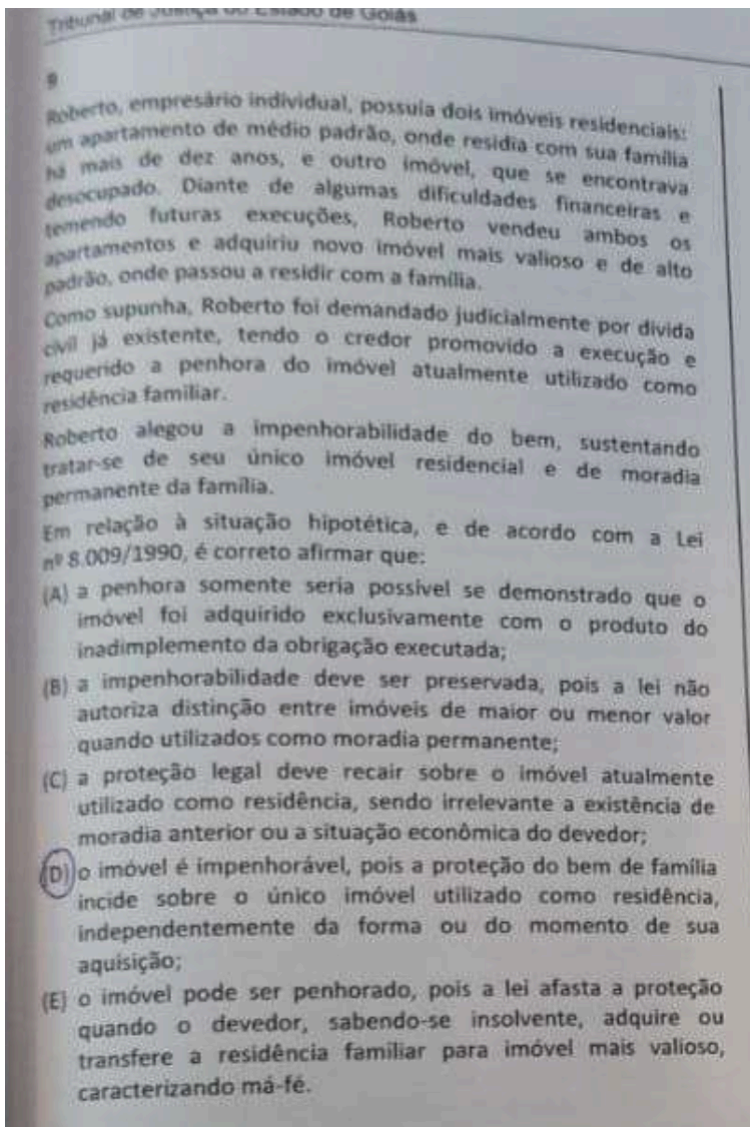 Tribunal de Justiça do Estado de Goiás
9
Roberto, empresário individual, possuía dois imóveis residenciais:
um apartamento de médio padrão, onde residia com sua família
há mais de dez anos, e outro imóvel, que se encontrava
desocupado. Diante de algumas dificuldades financeiras e
temendo futuras execuções, Roberto vendeu ambos os
apartamentos e adquiriu novo imóvel mais valioso e de alto
padrão, onde passou a residir com a família.
Como supunha, Roberto foi demandado judicialmente por dívida
civil já existente, tendo o credor promovido a execução e
requerido a penhora do imóvel atualmente utilizado como
residência familiar.
Roberto alegou a impenhorabilidade do bem, sustentando
tratar-se de seu único imóvel residencial e de moradia
permanente da família.
Em relação à situação hipotética, e de acordo com a Lei
nº 8.009/1990, é correto afirmar que:
(A) a penhora somente seria possível se demonstrado que o
imóvel foi adquirido exclusivamente com o produto do
inadimplemento da obrigação executada;
(B) a impenhorabilidade deve ser preservada, pois a lei não
autoriza distinção entre imóveis de maior ou menor valor
quando utilizados como moradia permanente;
(C) a proteção legal deve recair sobre o imóvel atualmente
utilizado como residência, sendo irrelevante a existência de
moradia anterior ou a situação econômica do devedor;
(D) o imóvel é impenhorável, pois a proteção do bem de família
incide sobre o único imóvel utilizado como residência,
independentemente da forma ou do momento de sua
aquisição;
(E) o imóvel pode ser penhorado, pois a lei afasta a proteção
quando o devedor, sabendo-se insolvente, adquire ou
transfere a residência familiar para imóvel mais valioso,
caracterizando má-fé.